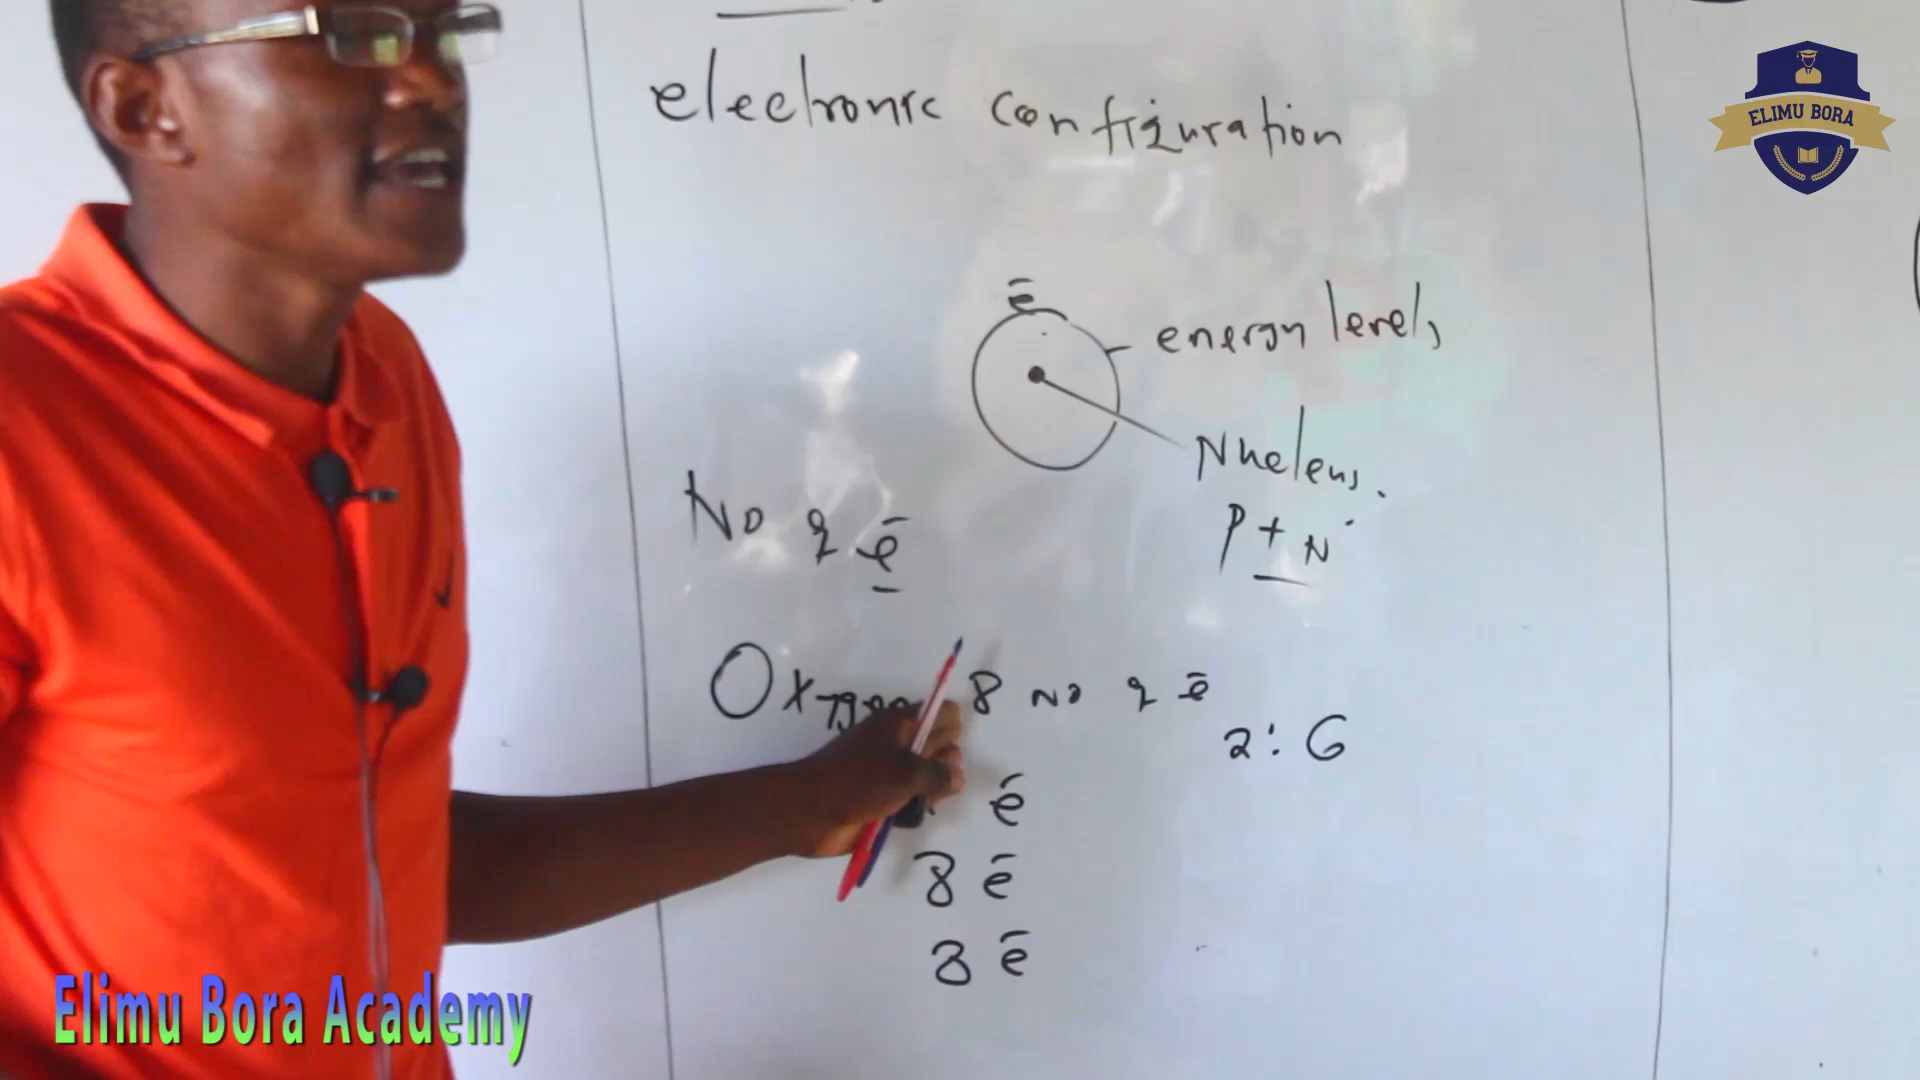 electronic configuration
ELIMU BORA
ē
energy levels
Nucleus.
P + N
No of ē
Oxygen 8 no of ē
2:6
ē
8 ē
8 ē
Elimu Bora Academy